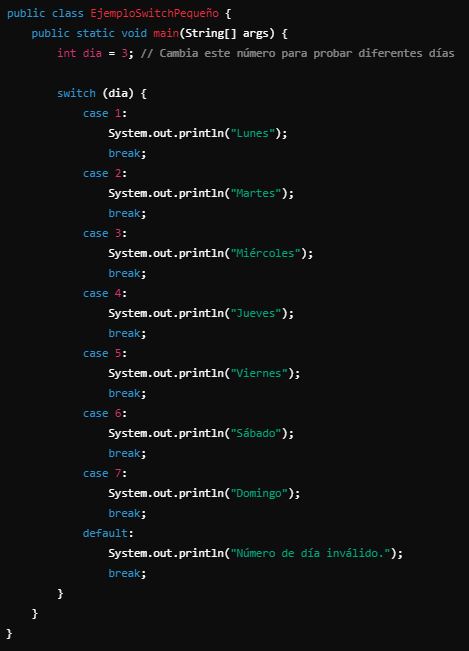 public class EjemploSwitchPequeño {
    public static void main(String[] args) {
        int dia = 3; // Cambia este número para probar diferentes días

        switch (dia) {
            case 1:
                System.out.println("Lunes");
                break;
            case 2:
                System.out.println("Martes");
                break;
            case 3:
                System.out.println("Miércoles");
                break;
            case 4:
                System.out.println("Jueves");
                break;
            case 5:
                System.out.println("Viernes");
                break;
            case 6:
                System.out.println("Sábado");
                break;
            case 7:
                System.out.println("Domingo");
                break;
            default:
                System.out.println("Número de día inválido.");
                break;
        }
    }
}